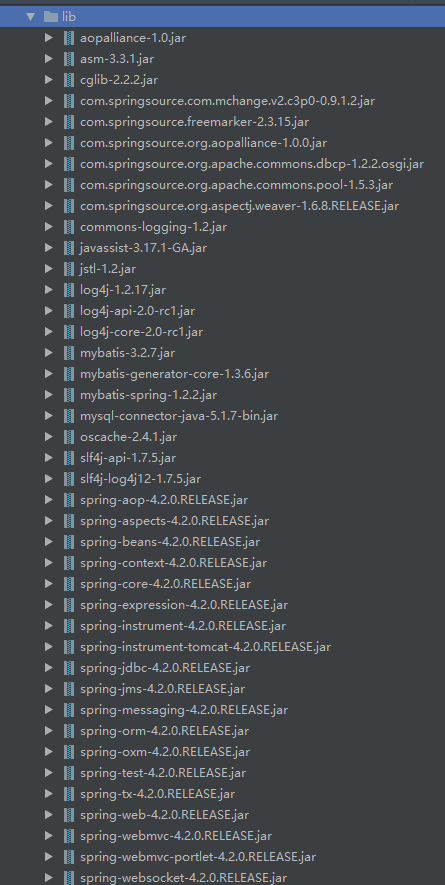 lib
aopalliance-1.0.jar
asm-3.3.1.jar
cglib-2.2.2.jar
com.springsource.com.mchange.v2.c3p0-0.9.1.2.jar
com.springsource.freemarker-2.3.15.jar
com.springsource.org.aopalliance-1.0.0.jar
com.springsource.org.apache.commons.dbcp-1.2.2.osgi.jar
com.springsource.org.apache.commons.pool-1.5.3.jar
com.springsource.org.aspectj.weaver-1.6.8.RELEASE.jar
commons-logging-1.2.jar
javassist-3.17.1-GA.jar
jstl-1.2.jar
log4j-1.2.17.jar
log4j-api-2.0-rc1.jar
log4j-core-2.0-rc1.jar
mybatis-3.2.7.jar
mybatis-generator-core-1.3.6.jar
mybatis-spring-1.2.2.jar
mysql-connector-java-5.1.7-bin.jar
oscache-2.4.1.jar
slf4j-api-1.7.5.jar
slf4j-log4j12-1.7.5.jar
spring-aop-4.2.0.RELEASE.jar
spring-aspects-4.2.0.RELEASE.jar
spring-beans-4.2.0.RELEASE.jar
spring-context-4.2.0.RELEASE.jar
spring-core-4.2.0.RELEASE.jar
spring-expression-4.2.0.RELEASE.jar
spring-instrument-4.2.0.RELEASE.jar
spring-instrument-tomcat-4.2.0.RELEASE.jar
spring-jdbc-4.2.0.RELEASE.jar
spring-jms-4.2.0.RELEASE.jar
spring-messaging-4.2.0.RELEASE.jar
spring-orm-4.2.0.RELEASE.jar
spring-oxm-4.2.0.RELEASE.jar
spring-test-4.2.0.RELEASE.jar
spring-tx-4.2.0.RELEASE.jar
spring-web-4.2.0.RELEASE.jar
spring-webmvc-4.2.0.RELEASE.jar
spring-webmvc-portlet-4.2.0.RELEASE.jar
spring-websocket-4.2.0.RELEASE.jar